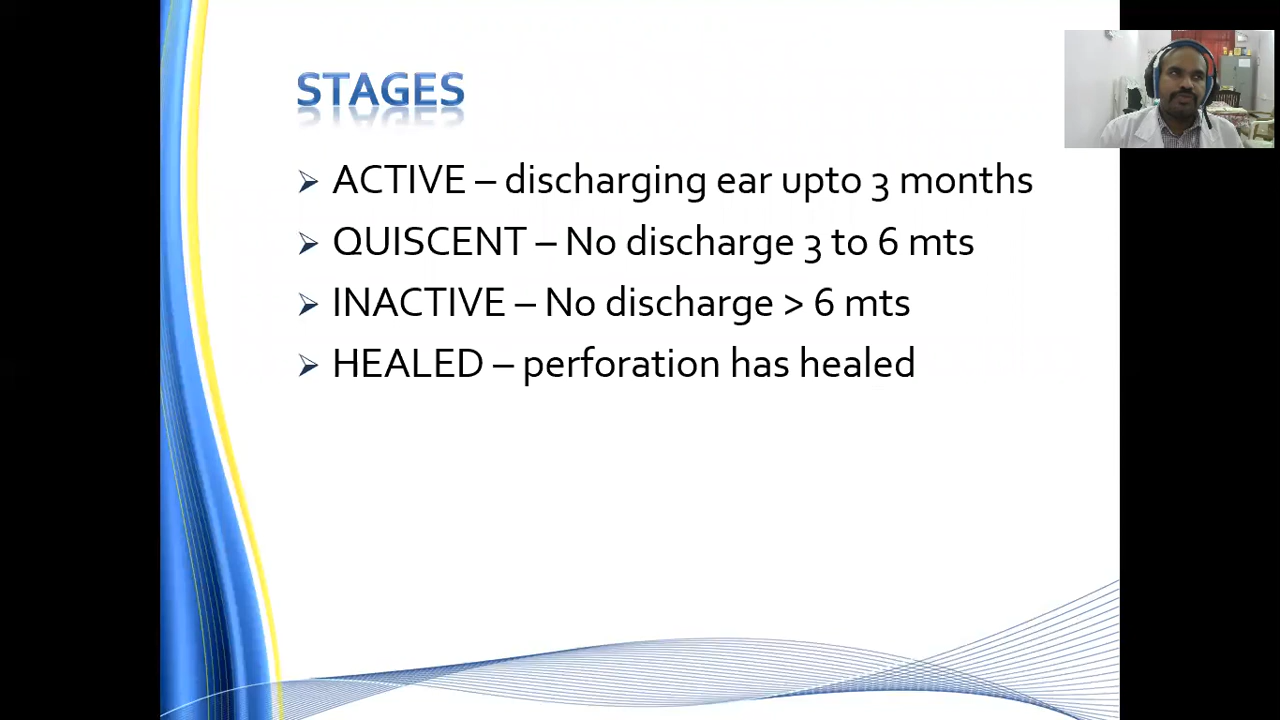 STAGES
ACTIVE – discharging ear upto 3 months
QUISCENT – No discharge 3 to 6 mts
INACTIVE – No discharge > 6 mts
HEALED – perforation has healed